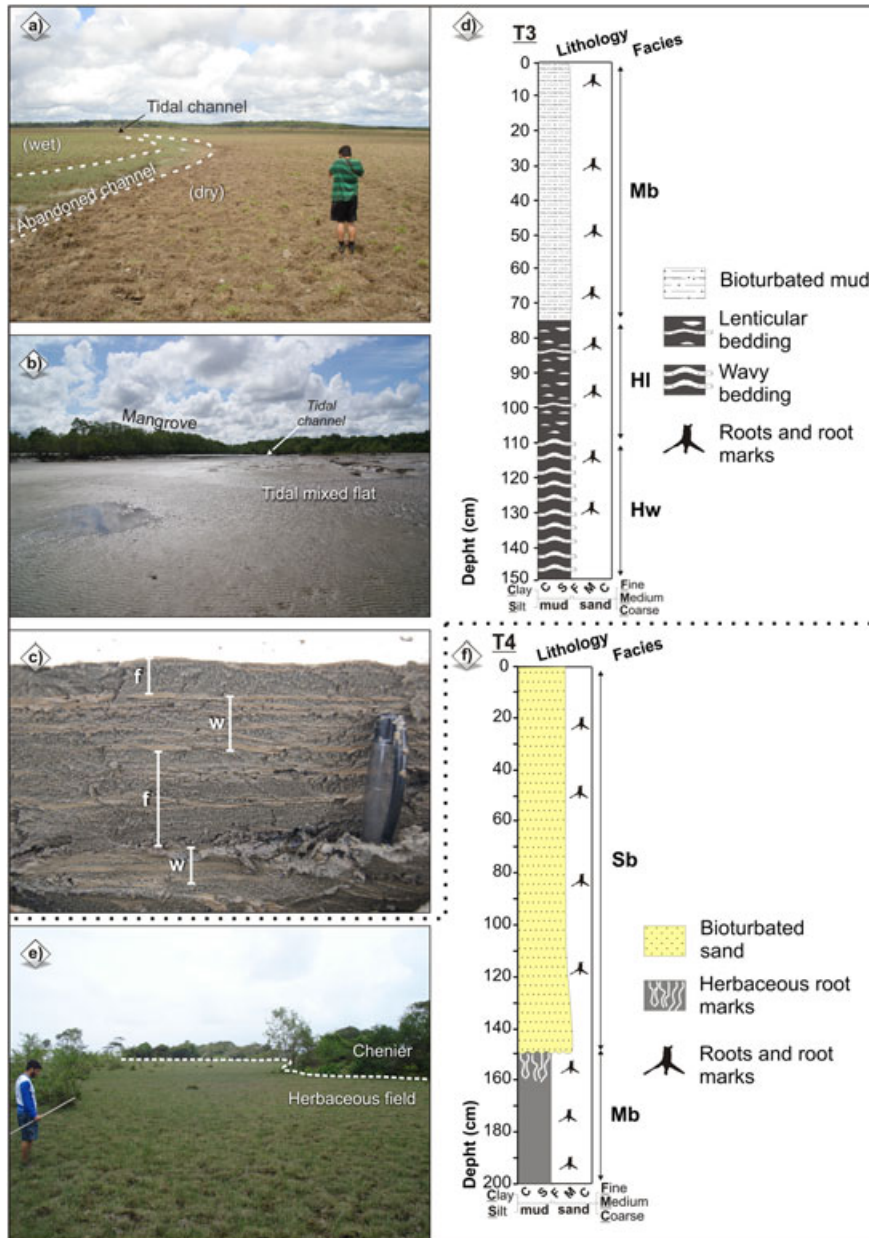 a)
Tidal channel
(wet)
(dry)
Abandoned channel
b)
Mangrove
Tidal
channel
Tidal mixed flat
c)
f
w
f
w
e)
Chenier
Herbaceous field
d)
T3
Lithology
Facies
0
10
20
30
40
50
60
70
80
90
100
110
120
130
140
150
Depht (cm)
Mb
Hl
Hw
Bioturbated mud
Lenticular
bedding
Wavy
bedding
Roots and root
marks
C S F M C
Clay
Silt
mud
sand
Fine
Medium
Coarse
f)
T4
Lithology
Facies
0
20
40
60
80
100
120
140
160
180
200
Depht (cm)
Sb
Mb
Bioturbated
sand
Herbaceous root
marks
Roots and root
marks
C S F M C
Clay
Silt
mud
sand
Fine
Medium
Coarse